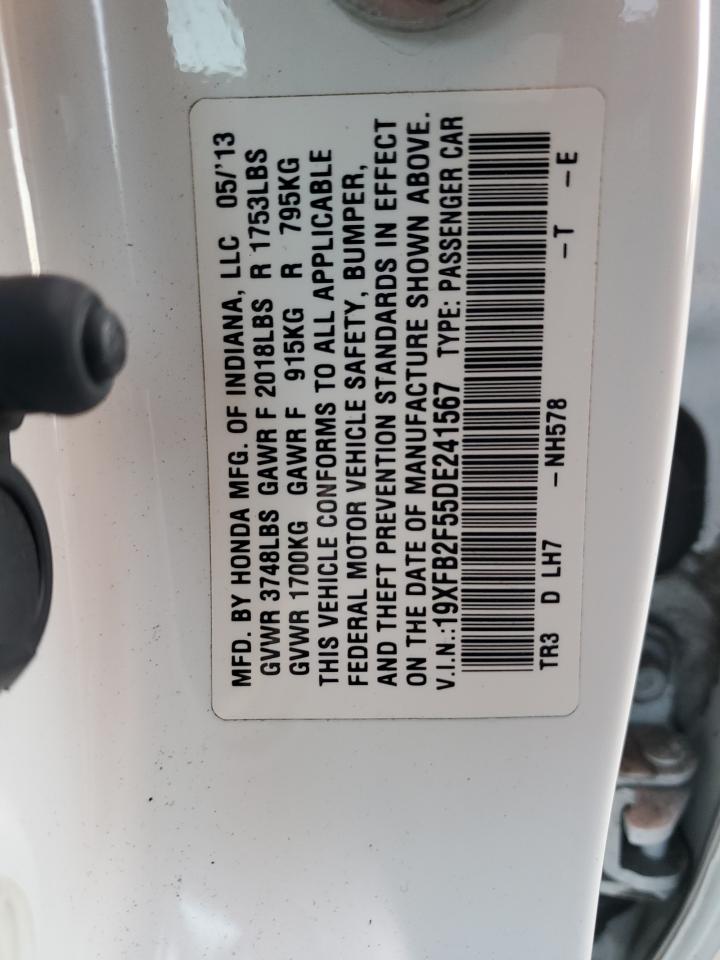 MFD. BY HONDA MFG. OF INDIANA, LLC 05/'13
GVWR 3748LBS GAWR F 2018LBS R 1753LBS
GVWR 1700KG GAWR F 915KG R 795KG
THIS VEHICLE CONFORMS TO ALL APPLICABLE
FEDERAL MOTOR VEHICLE SAFETY, BUMPER,
AND THEFT PREVENTION STANDARDS IN EFFECT
ON THE DATE OF MANUFACTURE SHOWN ABOVE.
V.I.N.:19XFB2F55DE241567 TYPE: PASSENGER CAR
TR3 D LH7 -NH578 -T -E